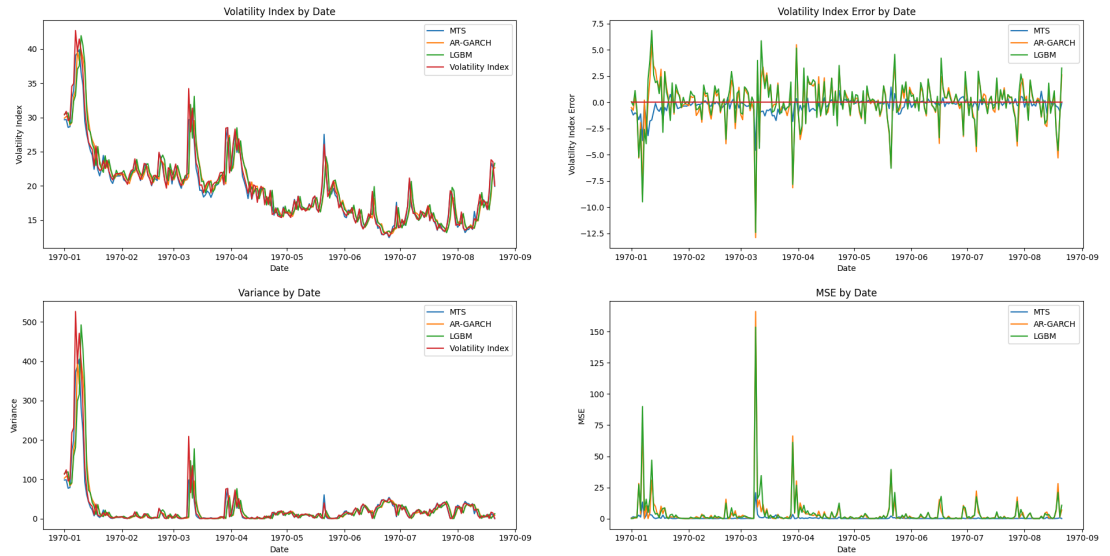 Volatility Index by Date
Volatility Index
40
35
30
25
20
15
MTS
AR-GARCH
LGBM
Volatility Index
1970-01 1970-02 1970-03 1970-04 1970-05 1970-06 1970-07 1970-08 1970-09
Date
Volatility Index Error by Date
Volatility Index Error
7.5
5.0
2.5
0.0
−2.5
−5.0
−7.5
−10.0
−12.5
MTS
AR-GARCH
LGBM
1970-01 1970-02 1970-03 1970-04 1970-05 1970-06 1970-07 1970-08 1970-09
Date
Variance by Date
Variance
500
400
300
200
100
0
MTS
AR-GARCH
LGBM
Volatility Index
1970-01 1970-02 1970-03 1970-04 1970-05 1970-06 1970-07 1970-08 1970-09
Date
MSE by Date
MSE
150
125
100
75
50
25
0
MTS
AR-GARCH
LGBM
1970-01 1970-02 1970-03 1970-04 1970-05 1970-06 1970-07 1970-08 1970-09
Date